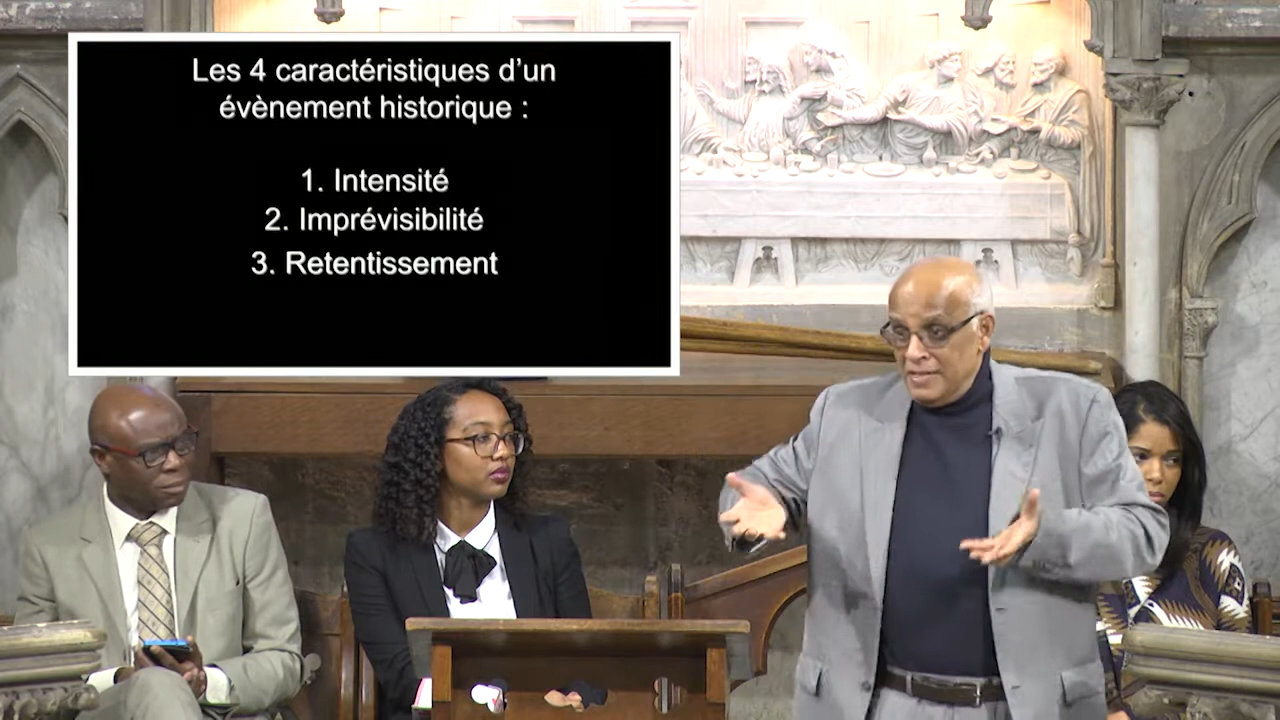 Les 4 caractéristiques d’un
évènement historique :
1. Intensité
2. Imprévisibilité
3. Retentissement